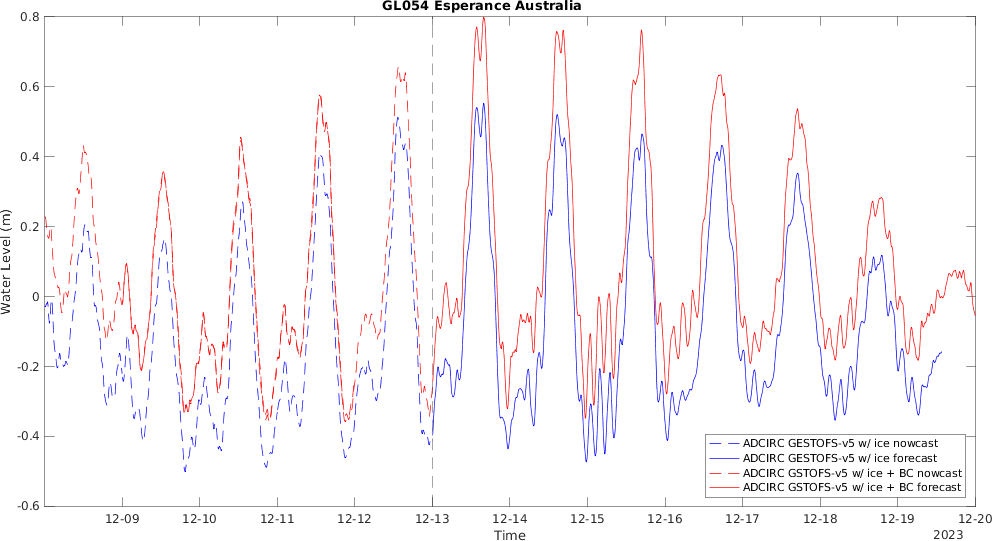 GL054 Esperance Australia
Water Level (m)
0.8
0.6
0.4
0.2
0
-0.2
-0.4
-0.6
ADCIRC GESTOFS-v5 w/ ice nowcast
ADCIRC GESTOFS-v5 w/ ice forecast
ADCIRC GSTOFS-v5 w/ ice + BC nowcast
ADCIRC GSTOFS-v5 w/ ice + BC forecast
12-09 12-10 12-11 12-12 12-13 12-14 12-15 12-16 12-17 12-18 12-19 12-20
Time
2023